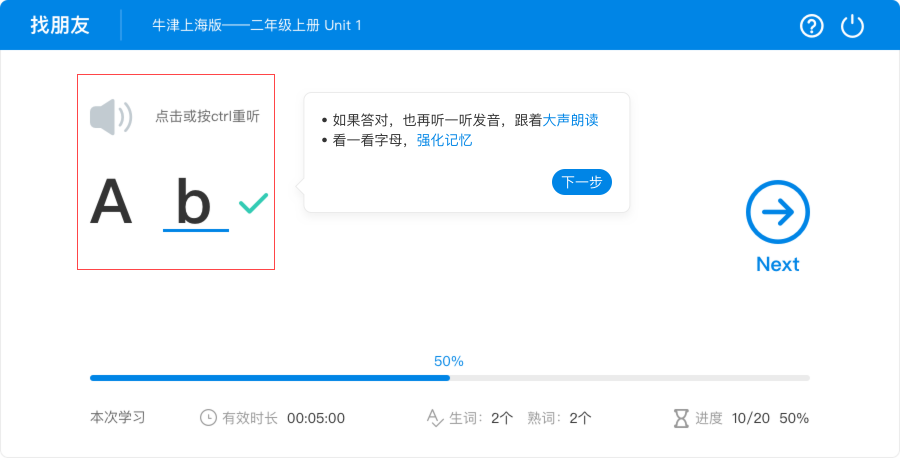 找朋友
牛津上海版——二年级上册 Unit 1
点击或按ctrl重听
A b
如果答对，也再听一听发音，跟着大声朗读
看一看字母，强化记忆
下一步
Next
50%
本次学习 有效时长 00:05:00 生词：2个 熟词：2个 进度 10/20 50%